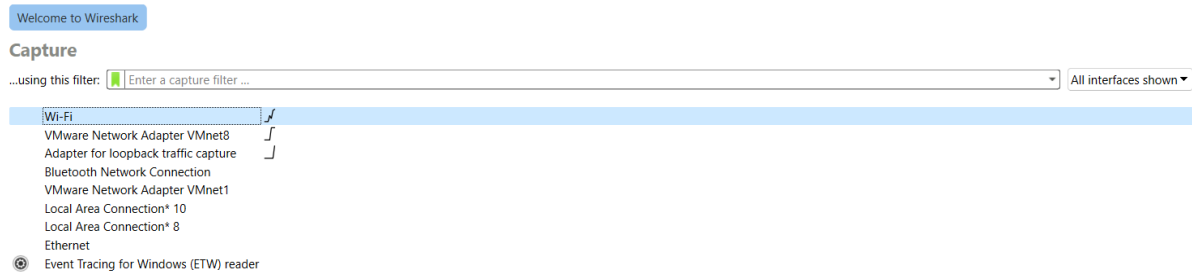 Welcome to Wireshark
Capture
...using this filter: Enter a capture filter ... All interfaces shown
Wi-Fi
VMware Network Adapter VMnet8
Adapter for loopback traffic capture
Bluetooth Network Connection
VMware Network Adapter VMnet1
Local Area Connection* 10
Local Area Connection* 8
Ethernet
Event Tracing for Windows (ETW) reader